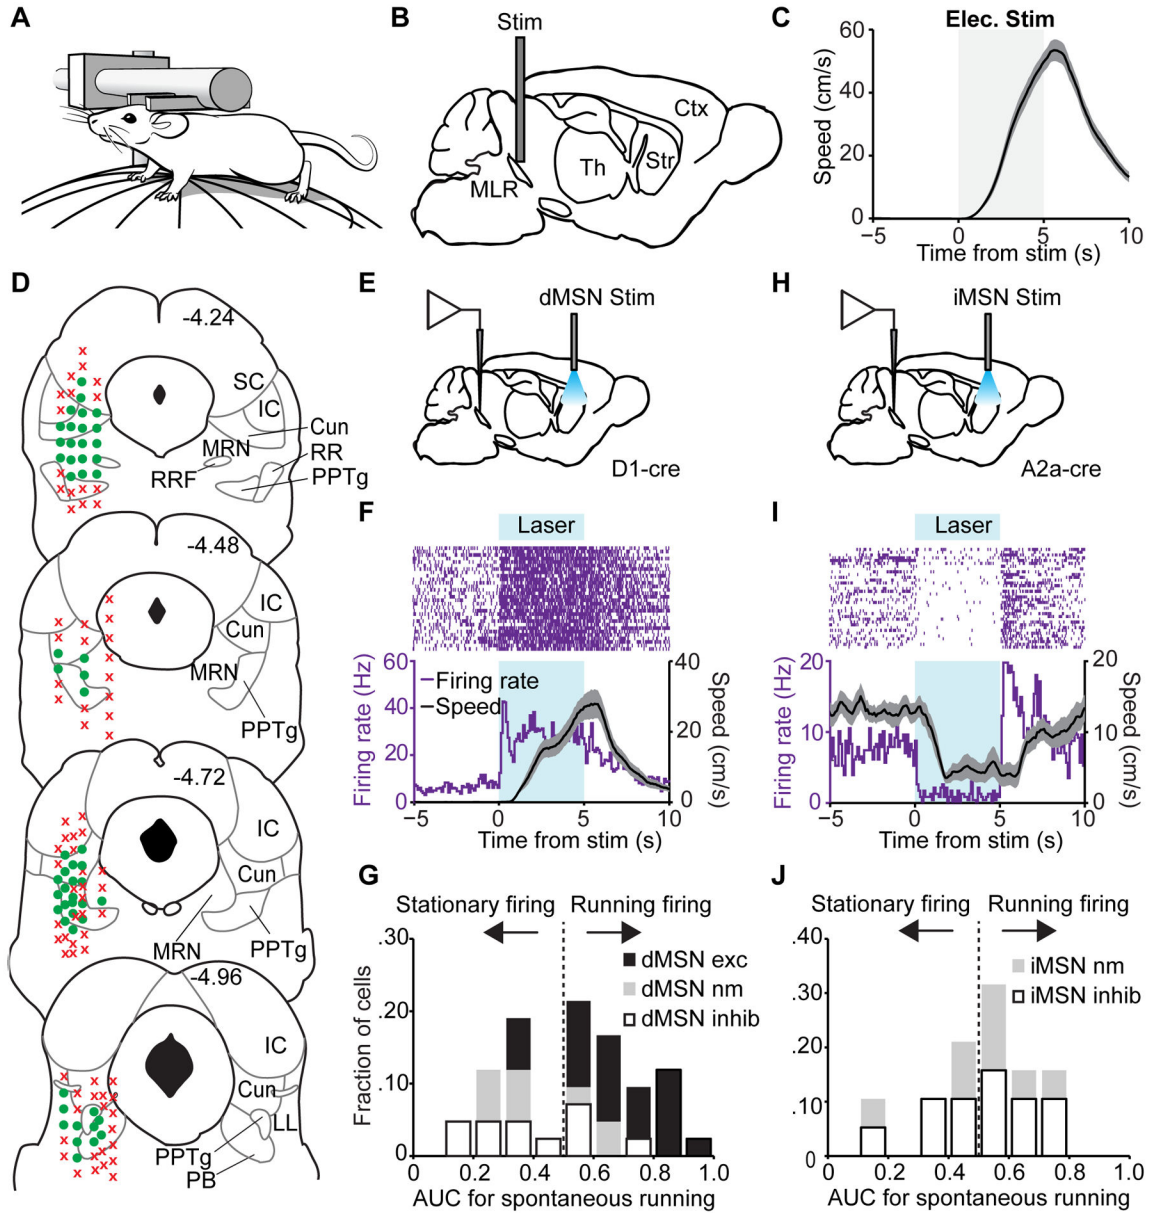 A
B
Stim
Ctx
Th
Str
MLR
C
Elec. Stim
Speed (cm/s)
60
40
20
0
−5 0 5 10
Time from stim (s)
D
-4.24
SC
IC
Cun
MRN
RR
RRF
PPTg
-4.48
IC
Cun
MRN
PPTg
-4.72
IC
Cun
MRN
PPTg
-4.96
IC
Cun
LL
PPTg
PB
E
dMSN Stim
D1-cre
F
Laser
Firing rate (Hz)
60
40
20
0
Firing rate
Speed
40
20
0
Speed (cm/s)
−5 0 5 10
Time from stim (s)
G
Stationary firing
Running firing
Fraction of cells
.30
.20
.10
0
dMSN exc
dMSN nm
dMSN inhib
0.2 0.4 0.6 0.8 1.0
AUC for spontaneous running
H
iMSN Stim
A2a-cre
I
Laser
Firing rate (Hz)
20
10
0
20
10
0
Speed (cm/s)
−5 0 5 10
Time from stim (s)
J
Stationary firing
Running firing
.40
.30
.20
.10
0
iMSN nm
iMSN inhib
0.0 0.2 0.4 0.6 0.8 1.0
AUC for spontaneous running